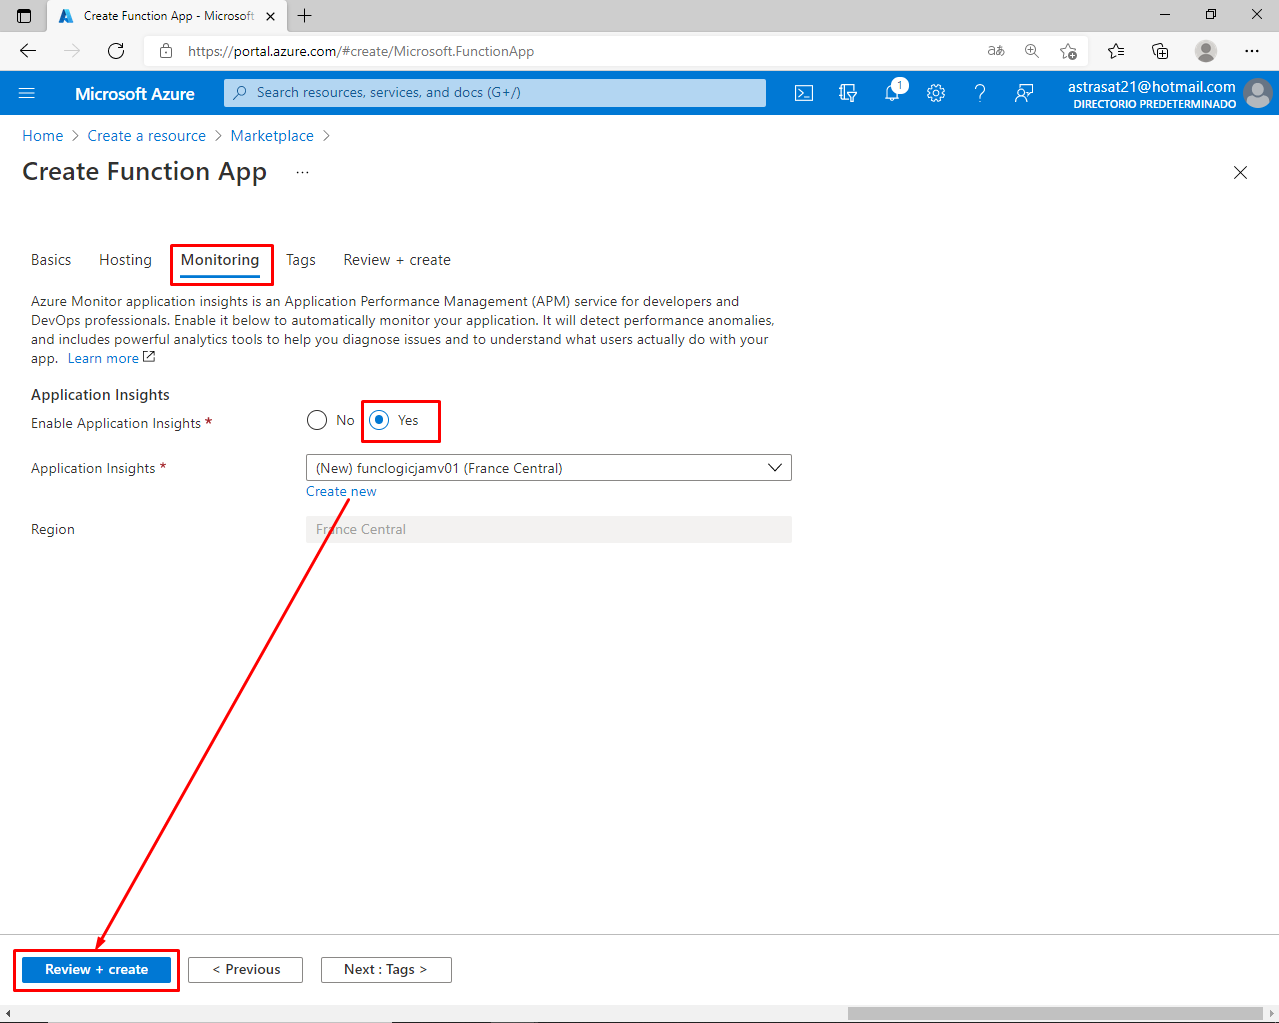 Create Function App - Microsoft
https://portal.azure.com/#create/Microsoft.FunctionApp
aあ
Microsoft Azure
Search resources, services, and docs (G+/)
1
astrasat21@hotmail.com
DIRECTORIO PREDETERMINADO
Home > Create a resource > Marketplace >
Create Function App ...
Basics Hosting Monitoring Tags Review + create
Azure Monitor application insights is an Application Performance Management (APM) service for developers and
DevOps professionals. Enable it below to automatically monitor your application. It will detect performance anomalies,
and includes powerful analytics tools to help you diagnose issues and to understand what users actually do with your
app. Learn more
Application Insights
Enable Application Insights * No Yes
Application Insights * (New) funclogicjamv01 (France Central)
Create new
Region France Central
Review + create < Previous Next : Tags >